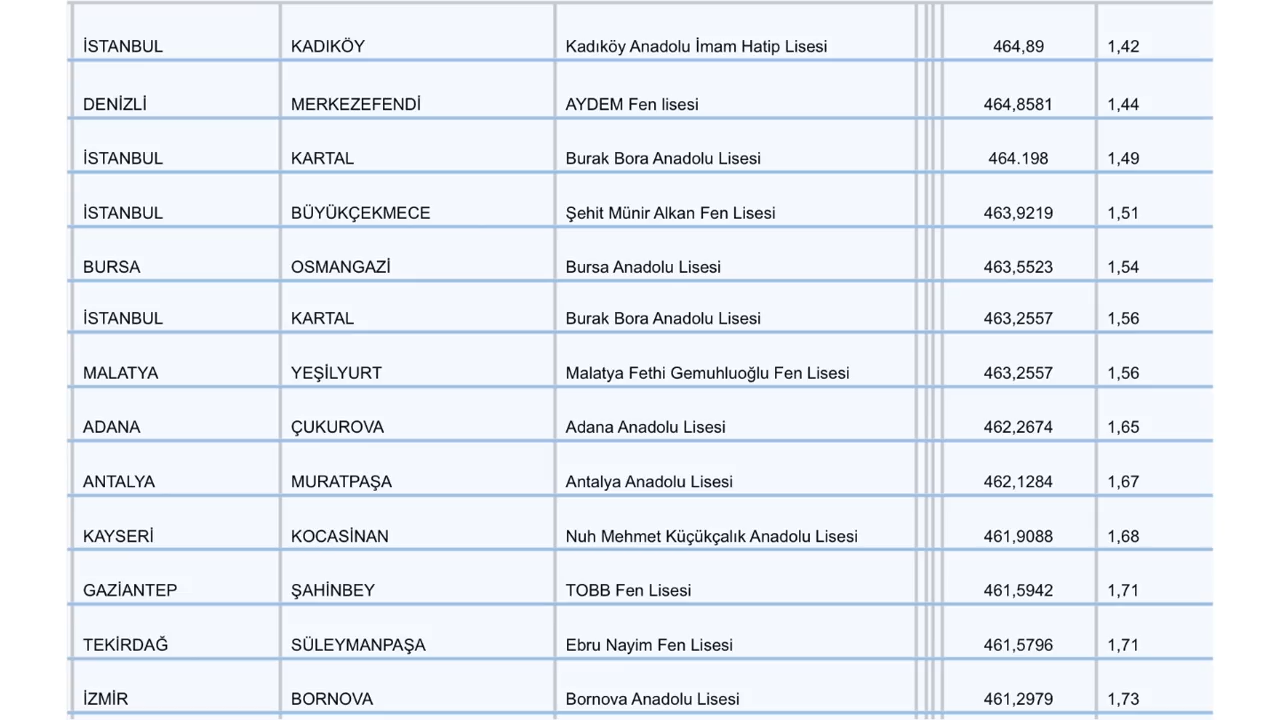 İSTANBUL KADIKÖY Kadıköy Anadolu İmam Hatip Lisesi 464,89 1,42
DENİZLİ MERKEZEFENDİ AYDEM Fen lisesi 464,8581 1,44
İSTANBUL KARTAL Burak Bora Anadolu Lisesi 464.198 1,49
İSTANBUL BÜYÜKÇEKMECE Şehit Münir Alkan Fen Lisesi 463,9219 1,51
BURSA OSMANGAZİ Bursa Anadolu Lisesi 463,5523 1,54
İSTANBUL KARTAL Burak Bora Anadolu Lisesi 463,2557 1,56
MALATYA YEŞİLYURT Malatya Fethi Gemuhluoğlu Fen Lisesi 463,2557 1,56
ADANA ÇUKUROVA Adana Anadolu Lisesi 462,2674 1,65
ANTALYA MURATPAŞA Antalya Anadolu Lisesi 462,1284 1,67
KAYSERİ KOCASİNAN Nuh Mehmet Küçükçalık Anadolu Lisesi 461,9088 1,68
GAZİANTEP ŞAHİNBEY TOBB Fen Lisesi 461,5942 1,71
TEKİRDAĞ SÜLEYMANPAŞA Ebru Nayim Fen Lisesi 461,5796 1,71
İZMİR BORNOVA Bornova Anadolu Lisesi 461,2979 1,73